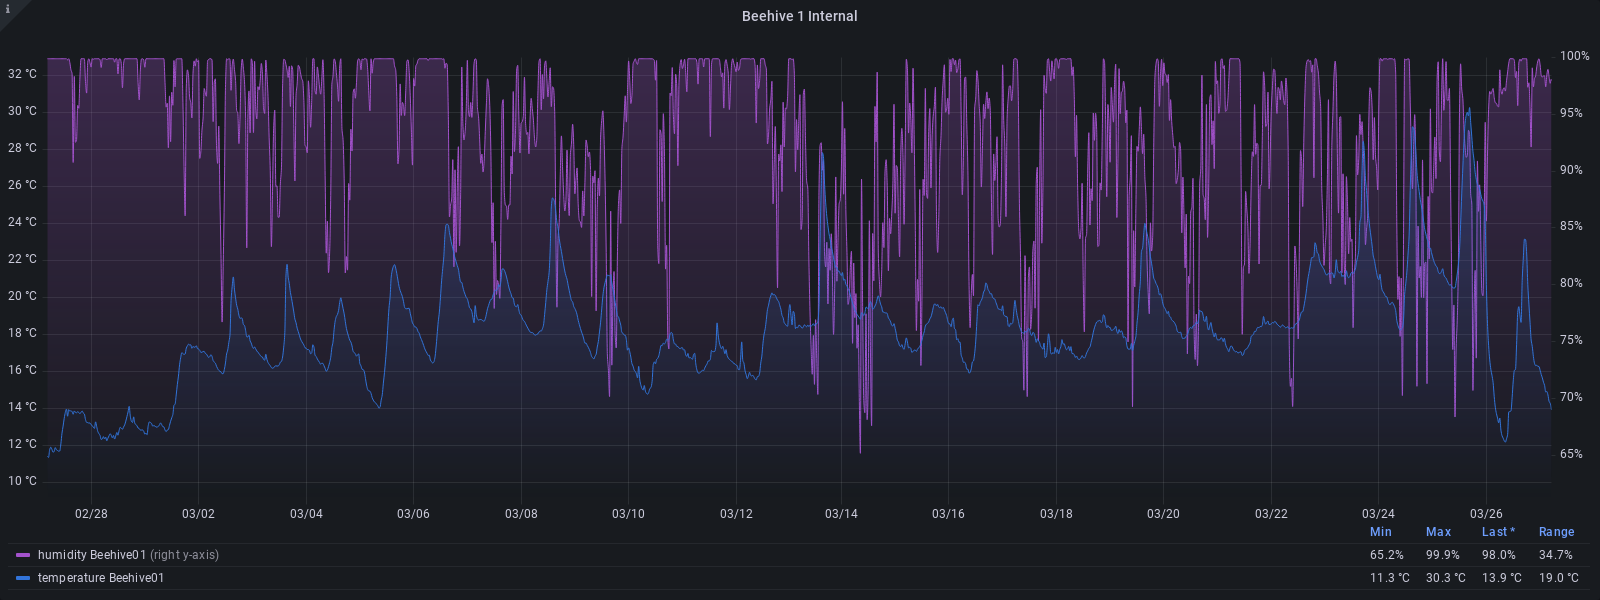 i
Beehive 1 Internal
32 °C
30 °C
28 °C
26 °C
24 °C
22 °C
20 °C
18 °C
16 °C
14 °C
12 °C
10 °C
100%
95%
90%
85%
80%
75%
70%
65%
02/28 03/02 03/04 03/06 03/08 03/10 03/12 03/14 03/16 03/18 03/20 03/22 03/24 03/26
Min Max Last * Range
humidity Beehive01 (right y-axis) 65.2% 99.9% 98.0% 34.7%
temperature Beehive01 11.3 °C 30.3 °C 13.9 °C 19.0 °C